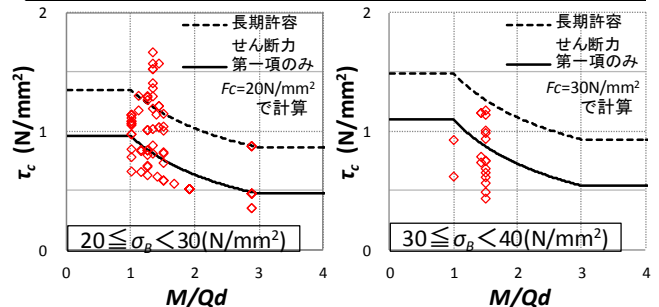 2
1
0
τc (N/mm²)
長期許容
せん断力
第一項のみ
Fc=20N/mm²
で計算
20≦σB<30(N/mm²)
0 1 2 3 4
M/Qd
2
1
0
τc (N/mm²)
長期許容
せん断力
第一項のみ
Fc=30N/mm²
で計算
30≦σB<40(N/mm²)
0 1 2 3 4
M/Qd